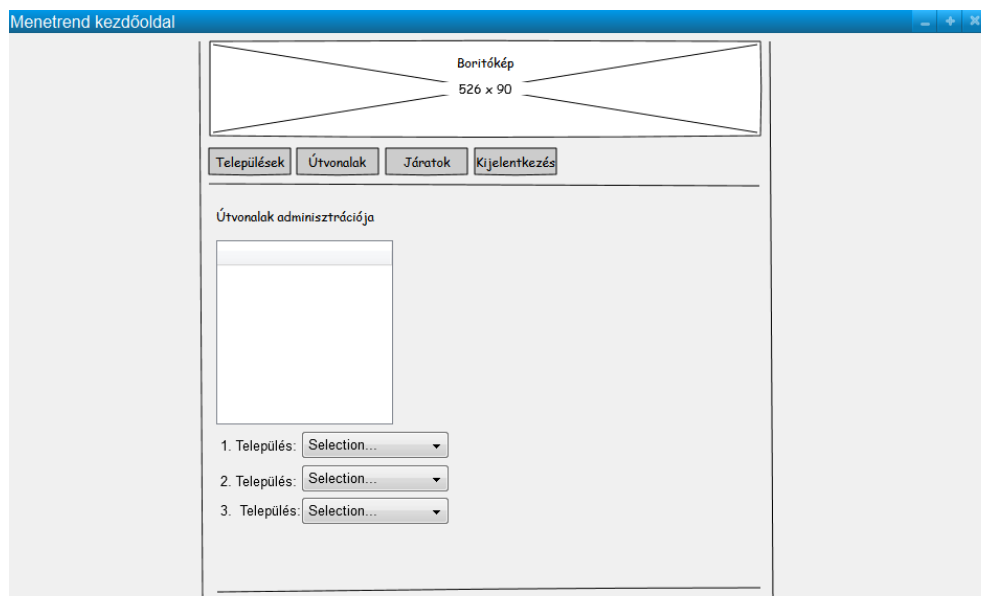 Menetrend kezdőoldal
Boritókép
526 x 90
Települések Útvonalak Járatok Kijelentkezés
Útvonalak adminisztrációja
1. Település: Selection...
2. Település: Selection...
3. Település: Selection...